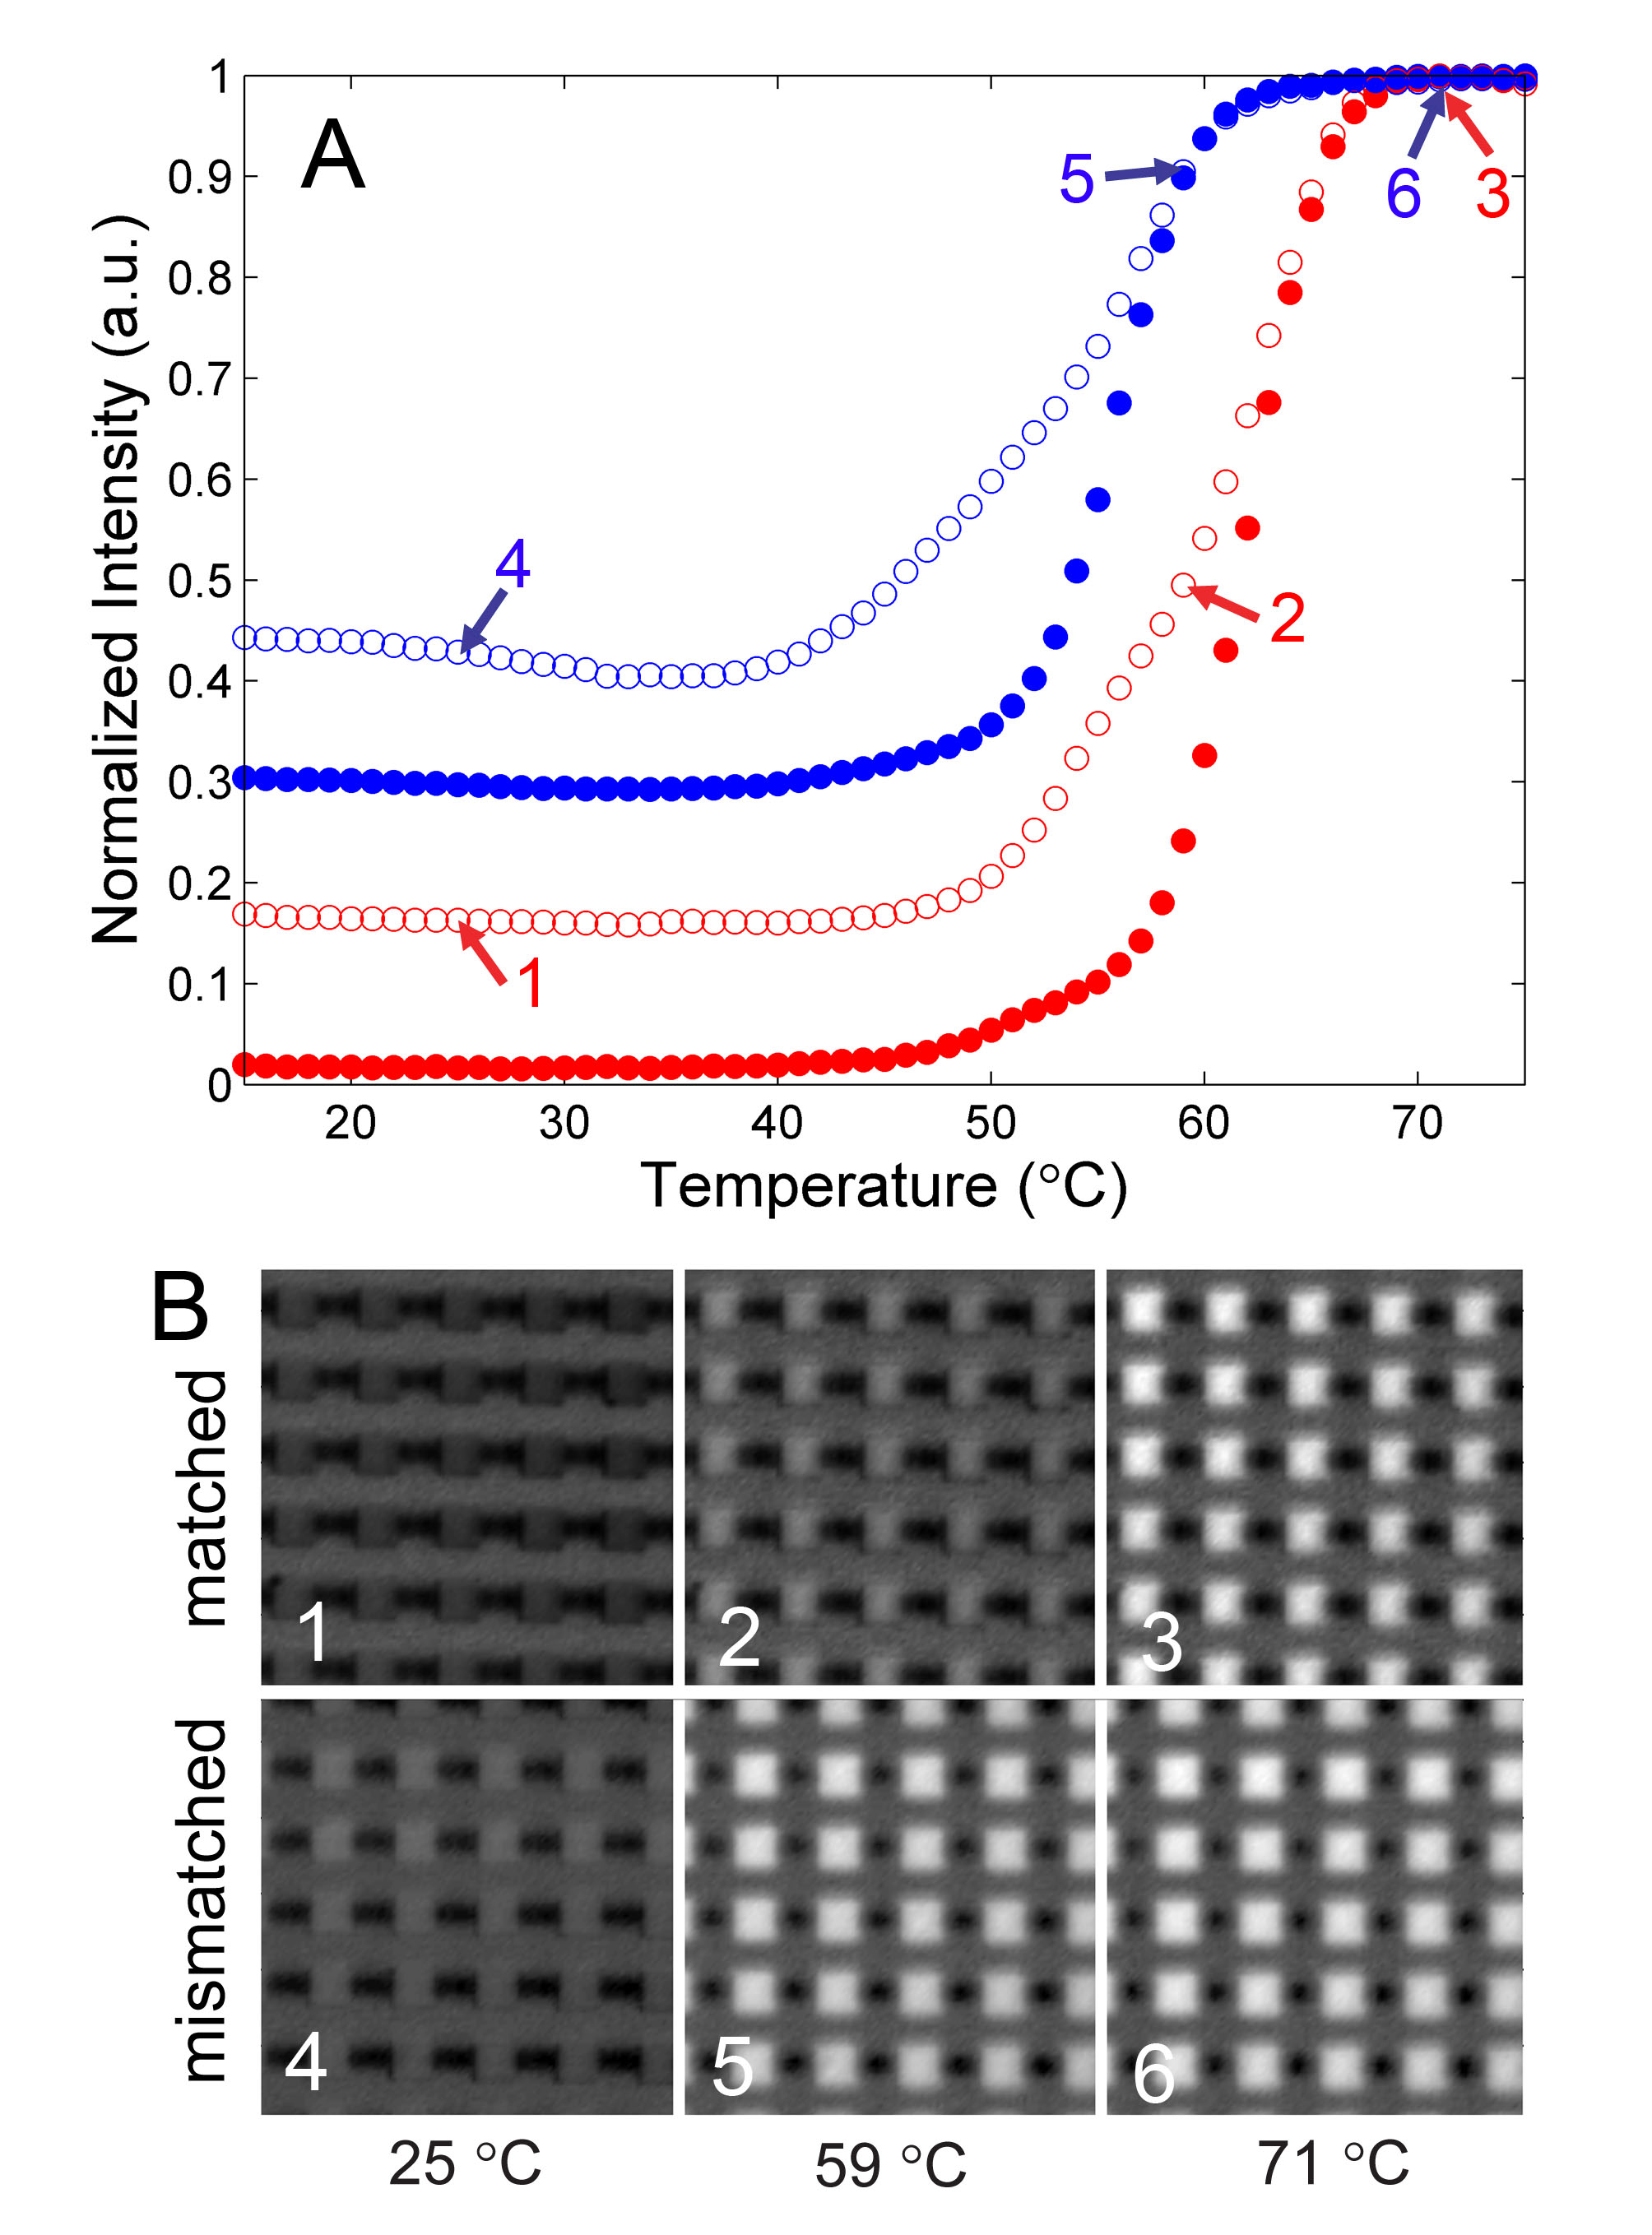 A
1
0.9
0.8
0.7
0.6
0.5
0.4
0.3
0.2
0.1
0
Normalized Intensity (a.u.)
5
6
3
4
2
1
20 30 40 50 60 70
Temperature (°C)
B
matched
1 2 3
mismatched
4 5 6
25 °C 59 °C 71 °C